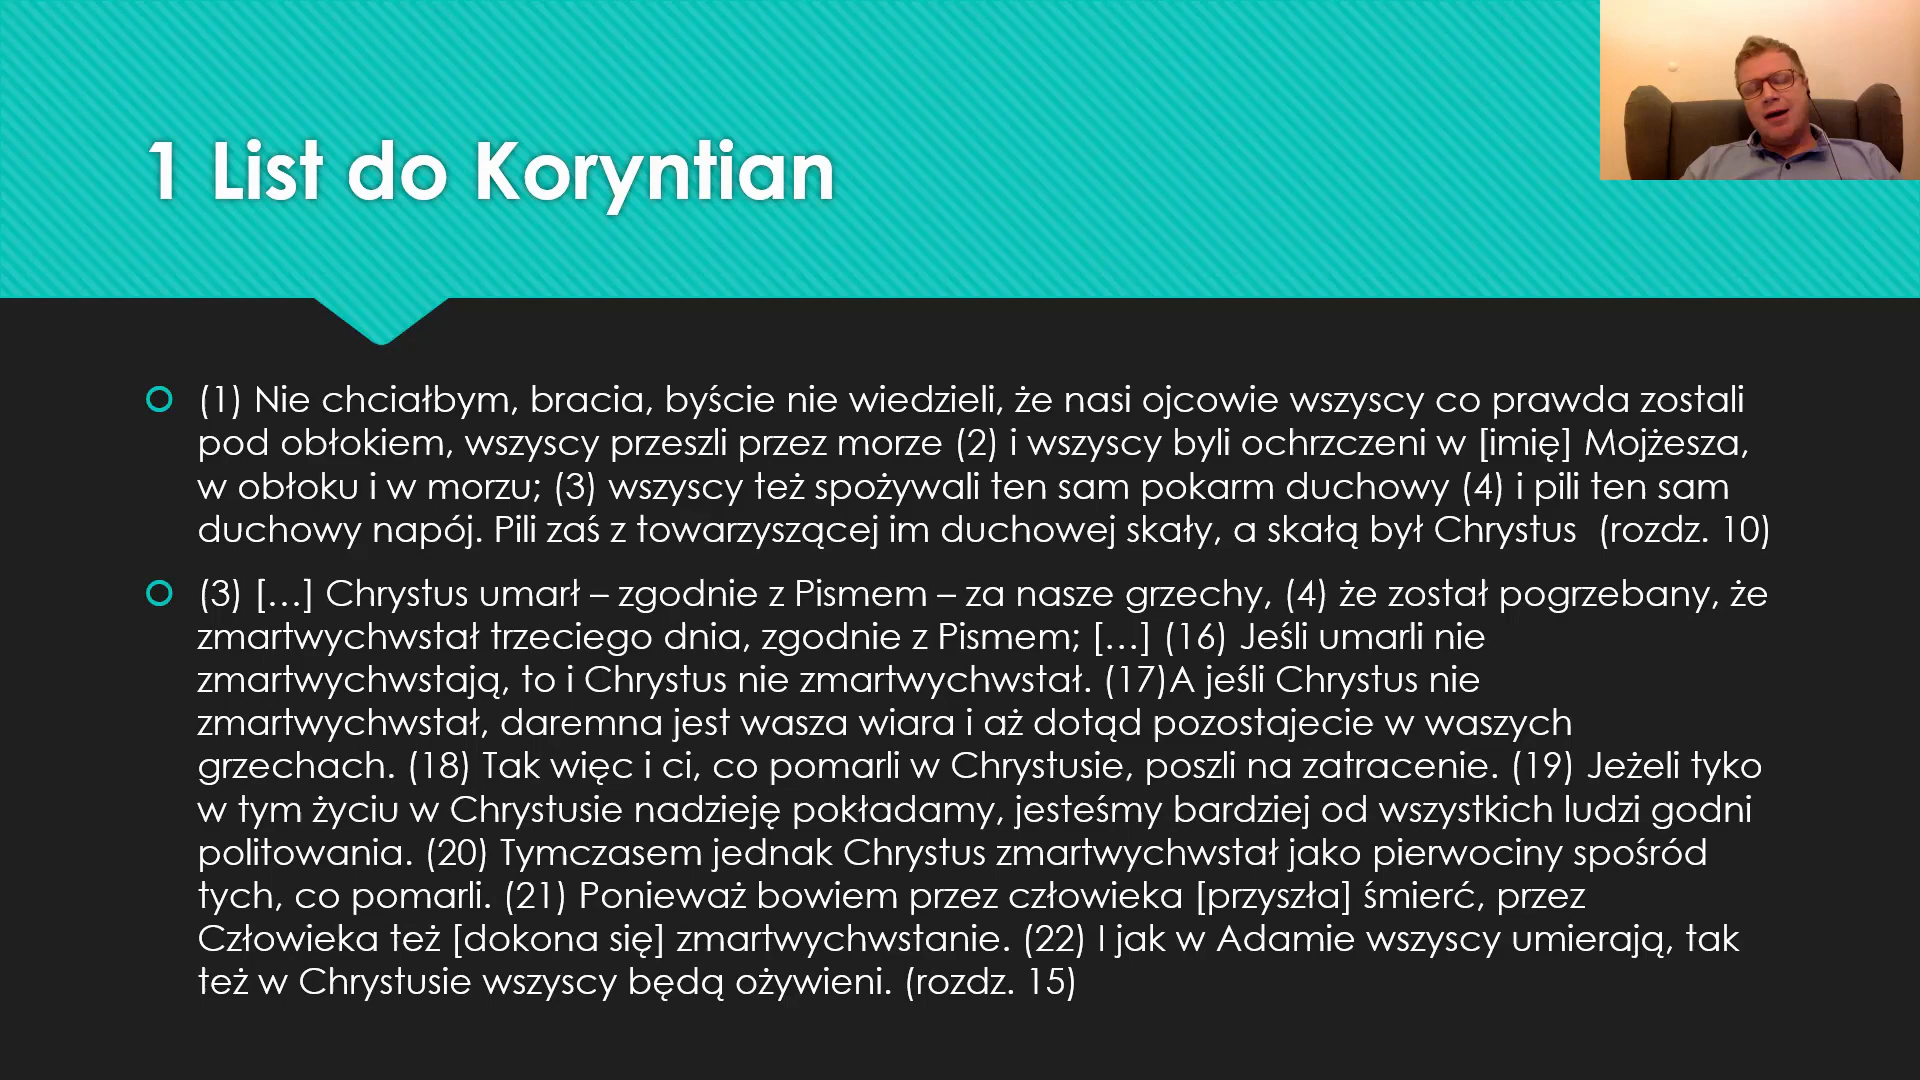 1 List do Koryntian
(1) Nie chciałbym, bracia, byście nie wiedzieli, że nasi ojcowie wszyscy co prawda zostali
pod obłokiem, wszyscy przeszli przez morze (2) i wszyscy byli ochrzczeni w [imię] Mojżesza,
w obłoku i w morzu; (3) wszyscy też spożywali ten sam pokarm duchowy (4) i pili ten sam
duchowy napój. Pili zaś z towarzyszącej im duchowej skały, a skałą był Chrystus (rozdz. 10)
(3) […] Chrystus umarł – zgodnie z Pismem – za nasze grzechy, (4) że został pogrzebany, że
zmartwychwstał trzeciego dnia, zgodnie z Pismem; […] (16) Jeśli umarli nie
zmartwychwstają, to i Chrystus nie zmartwychwstał. (17)A jeśli Chrystus nie
zmartwychwstał, daremna jest wasza wiara i aż dotąd pozostajecie w waszych
grzechach. (18) Tak więc i ci, co pomarli w Chrystusie, poszli na zatracenie. (19) Jeżeli tyko
w tym życiu w Chrystusie nadzieję pokładamy, jesteśmy bardziej od wszystkich ludzi godni
politowania. (20) Tymczasem jednak Chrystus zmartwychwstał jako pierwociny spośród
tych, co pomarli. (21) Ponieważ bowiem przez człowieka [przyszła] śmierć, przez
Człowieka też [dokona się] zmartwychwstanie. (22) I jak w Adamie wszyscy umierają, tak
też w Chrystusie wszyscy będą ożywieni. (rozdz. 15)